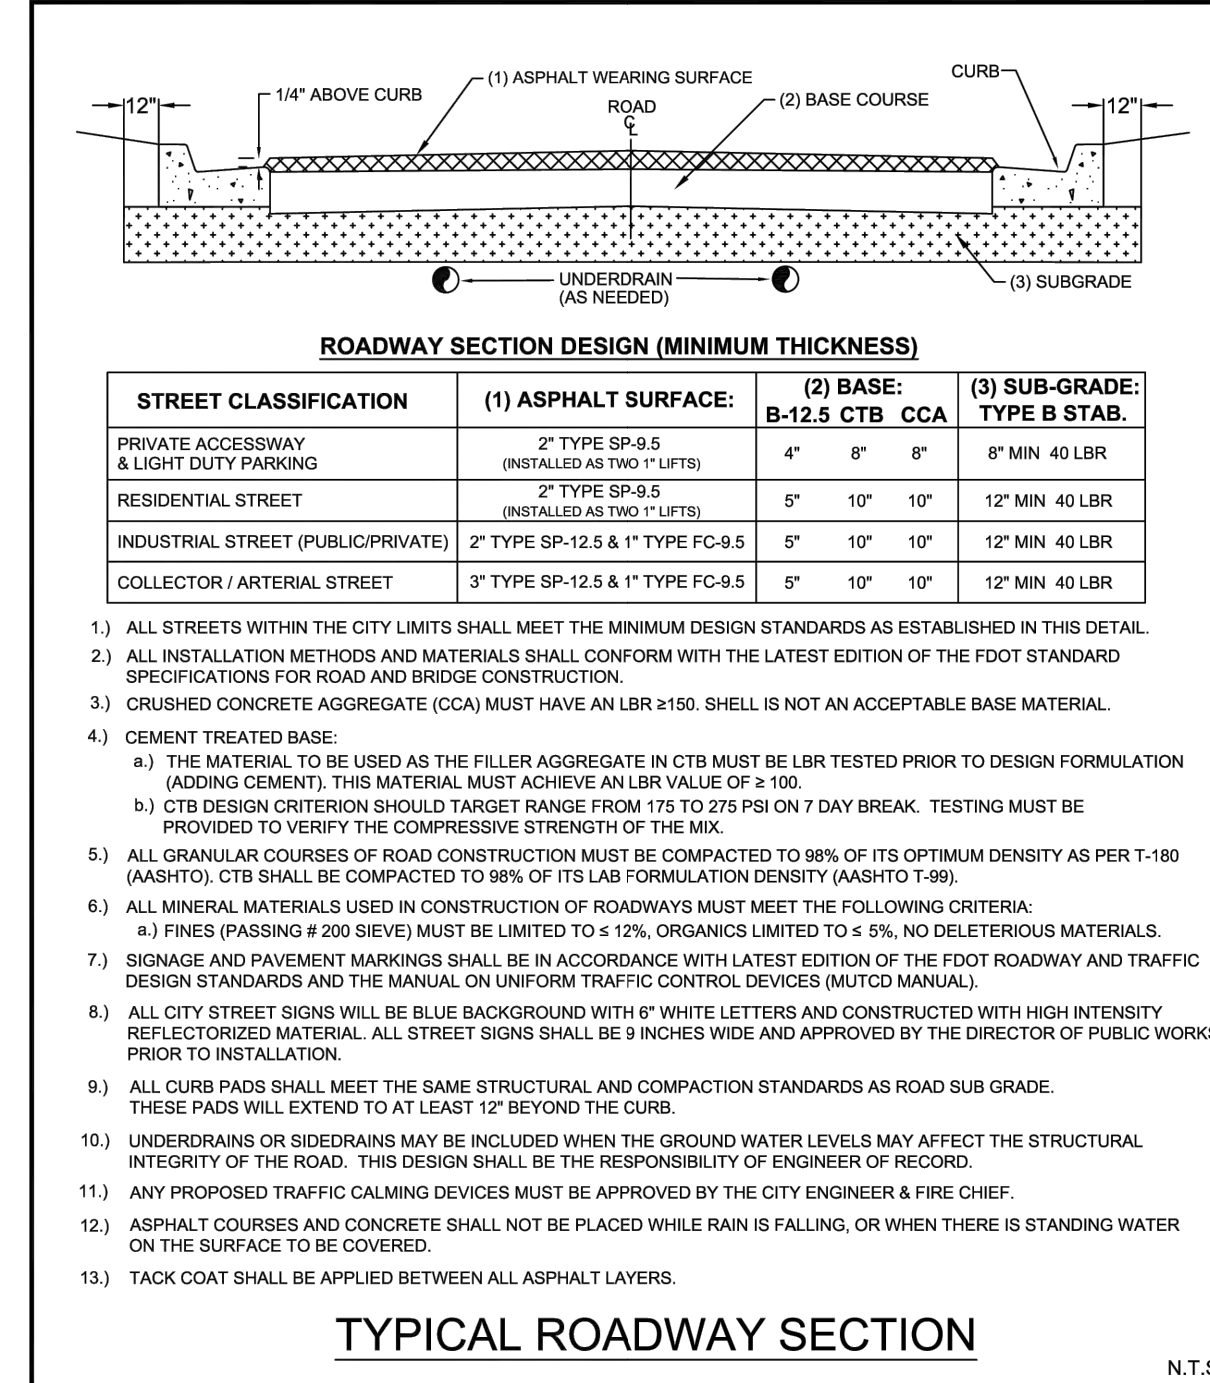 CURB
(1) ASPHALT WEARING SURFACE
1/4" ABOVE CURB
(2) BASE COURSE
12"
ROAD
℄
12"
UNDERDRAIN
(AS NEEDED)
(3) SUBGRADE
ROADWAY SECTION DESIGN (MINIMUM THICKNESS)
STREET CLASSIFICATION (1) ASPHALT SURFACE: (2) BASE: (3) SUB-GRADE:
B-12.5 CTB CCA TYPE B STAB.
PRIVATE ACCESSWAY 2" TYPE SP-9.5
& LIGHT DUTY PARKING (INSTALLED AS TWO 1" LIFTS) 4" 8" 8" 8" MIN 40 LBR
2" TYPE SP-9.5
RESIDENTIAL STREET (INSTALLED AS TWO 1" LIFTS) 5" 10" 10" 12" MIN 40 LBR
INDUSTRIAL STREET (PUBLIC/PRIVATE) 2" TYPE SP-12.5 & 1" TYPE FC-9.5 5" 10" 10" 12" MIN 40 LBR
COLLECTOR / ARTERIAL STREET 3" TYPE SP-12.5 & 1" TYPE FC-9.5 5" 10" 10" 12" MIN 40 LBR
1.) ALL STREETS WITHIN THE CITY LIMITS SHALL MEET THE MINIMUM DESIGN STANDARDS AS ESTABLISHED IN THIS DETAIL.
2.) ALL INSTALLATION METHODS AND MATERIALS SHALL CONFORM WITH THE LATEST EDITION OF THE FDOT STANDARD
SPECIFICATIONS FOR ROAD AND BRIDGE CONSTRUCTION.
3.) CRUSHED CONCRETE AGGREGATE (CCA) MUST HAVE AN LBR ≥150. SHELL IS NOT AN ACCEPTABLE BASE MATERIAL.
4.) CEMENT TREATED BASE:
a.) THE MATERIAL TO BE USED AS THE FILLER AGGREGATE IN CTB MUST BE LBR TESTED PRIOR TO DESIGN FORMULATION
(ADDING CEMENT). THIS MATERIAL MUST ACHIEVE AN LBR VALUE OF ≥ 100.
b.) CTB DESIGN CRITERION SHOULD TARGET RANGE FROM 175 TO 275 PSI ON 7 DAY BREAK. TESTING MUST BE
PROVIDED TO VERIFY THE COMPRESSIVE STRENGTH OF THE MIX.
5.) ALL GRANULAR COURSES OF ROAD CONSTRUCTION MUST BE COMPACTED TO 98% OF ITS OPTIMUM DENSITY AS PER T-180
(AASHTO). CTB SHALL BE COMPACTED TO 98% OF ITS LAB FORMULATION DENSITY (AASHTO T-99).
6.) ALL MINERAL MATERIALS USED IN CONSTRUCTION OF ROADWAYS MUST MEET THE FOLLOWING CRITERIA:
a.) FINES (PASSING # 200 SIEVE) MUST BE LIMITED TO ≤ 12%, ORGANICS LIMITED TO ≤ 5%, NO DELETERIOUS MATERIALS.
7.) SIGNAGE AND PAVEMENT MARKINGS SHALL BE IN ACCORDANCE WITH LATEST EDITION OF THE FDOT ROADWAY AND TRAFFIC
DESIGN STANDARDS AND THE MANUAL ON UNIFORM TRAFFIC CONTROL DEVICES (MUTCD MANUAL).
8.) ALL CITY STREET SIGNS WILL BE BLUE BACKGROUND WITH 6" WHITE LETTERS AND CONSTRUCTED WITH HIGH INTENSITY
REFLECTORIZED MATERIAL. ALL STREET SIGNS SHALL BE 9 INCHES WIDE AND APPROVED BY THE DIRECTOR OF PUBLIC WORKS
PRIOR TO INSTALLATION.
9.) ALL CURB PADS SHALL MEET THE SAME STRUCTURAL AND COMPACTION STANDARDS AS ROAD SUB GRADE.
THESE PADS WILL EXTEND TO AT LEAST 12" BEYOND THE CURB.
10.) UNDERDRAINS OR SIDEDRAINS MAY BE INCLUDED WHEN THE GROUND WATER LEVELS MAY AFFECT THE STRUCTURAL
INTEGRITY OF THE ROAD. THIS DESIGN SHALL BE THE RESPONSIBILITY OF ENGINEER OF RECORD.
11.) ANY PROPOSED TRAFFIC CALMING DEVICES MUST BE APPROVED BY THE CITY ENGINEER & FIRE CHIEF.
12.) ASPHALT COURSES AND CONCRETE SHALL NOT BE PLACED WHILE RAIN IS FALLING, OR WHEN THERE IS STANDING WATER
ON THE SURFACE TO BE COVERED.
13.) TACK COAT SHALL BE APPLIED BETWEEN ALL ASPHALT LAYERS.
TYPICAL ROADWAY SECTION
N.T.S